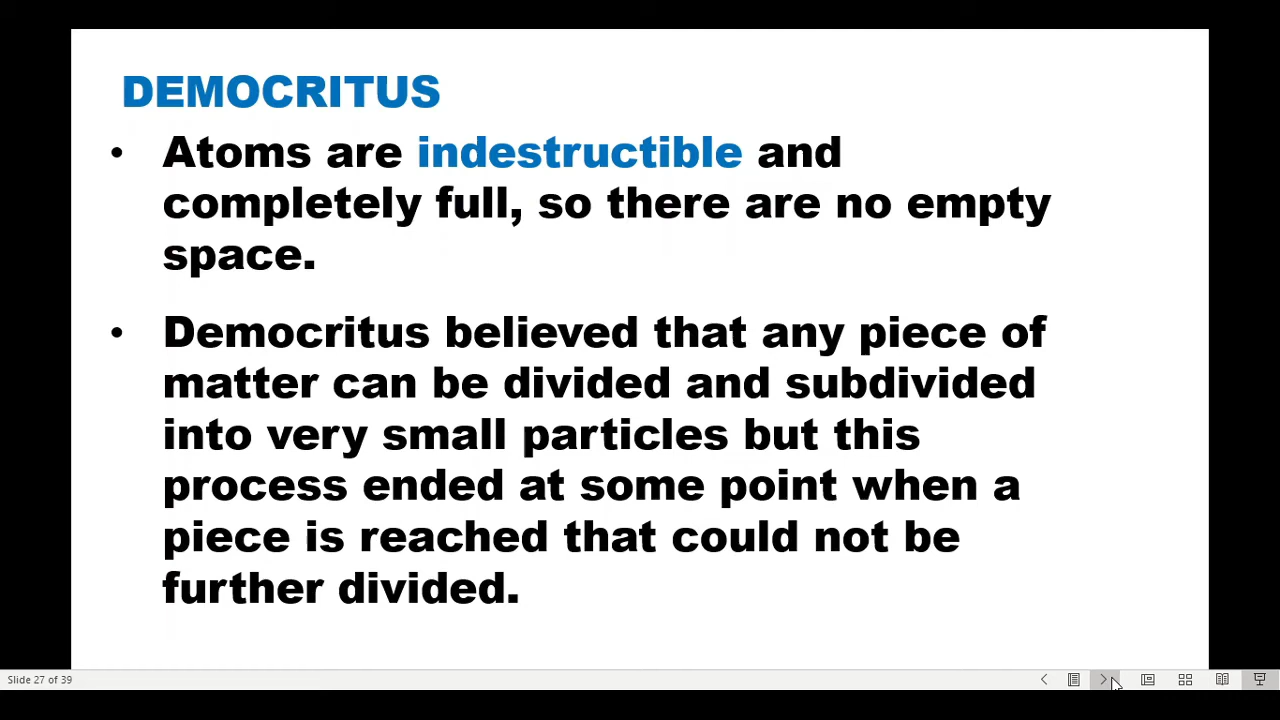 DEMOCRITUS
• Atoms are indestructible and
completely full, so there are no empty
space.
• Democritus believed that any piece of
matter can be divided and subdivided
into very small particles but this
process ended at some point when a
piece is reached that could not be
further divided.
Slide 27 of 39